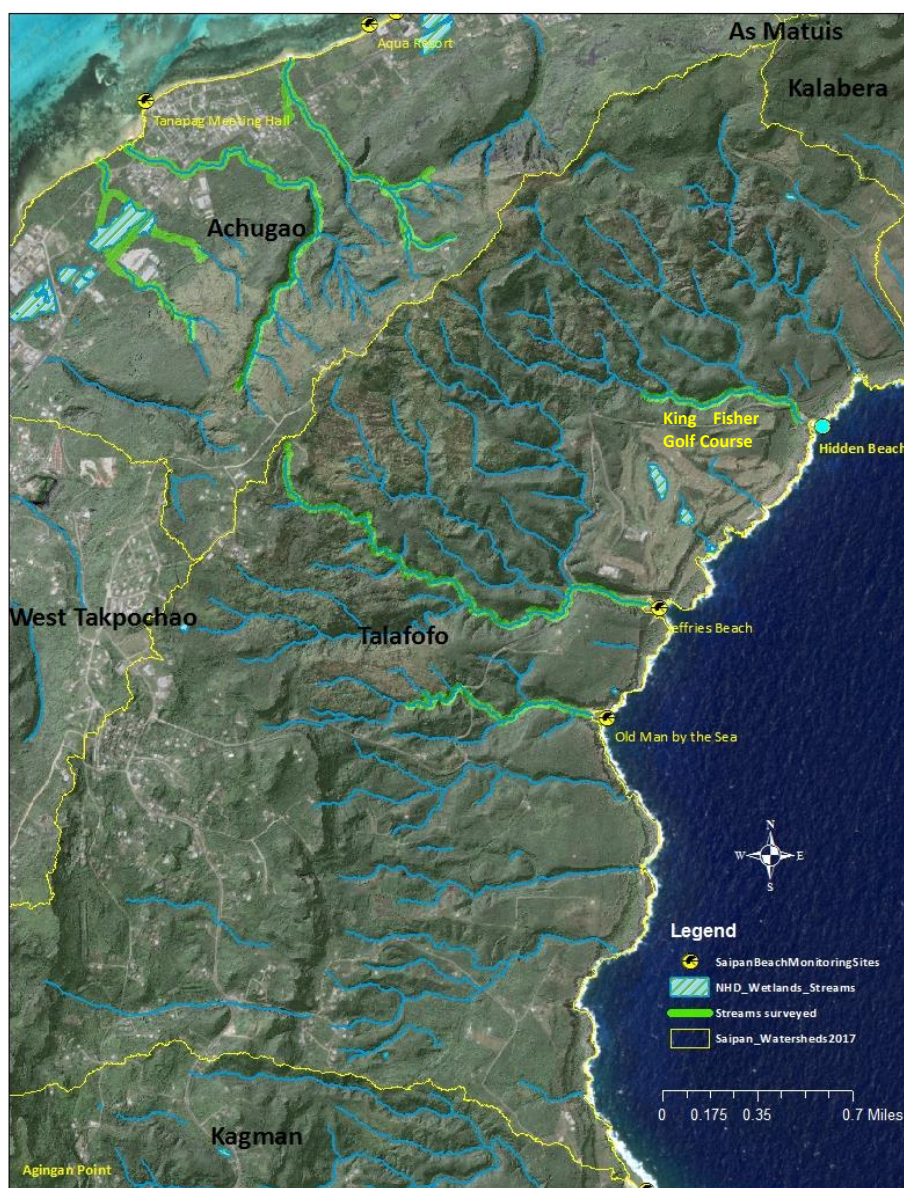 As Matuis
Aqua Resort
Kalabera
Tanapag Meeting Hall
Achugao
King Fisher
Golf Course
Hidden Beach
West Takpochao
Talafofo
effries Beach
Old Man by the Sea
N
W E
S
Legend
SaipanBeachMonitoringSites
NHD_Wetlands_Streams
Streams surveyed
Saipan_Watersheds2017
0 0.175 0.35 0.7 Miles
Kagman
Agingan Point